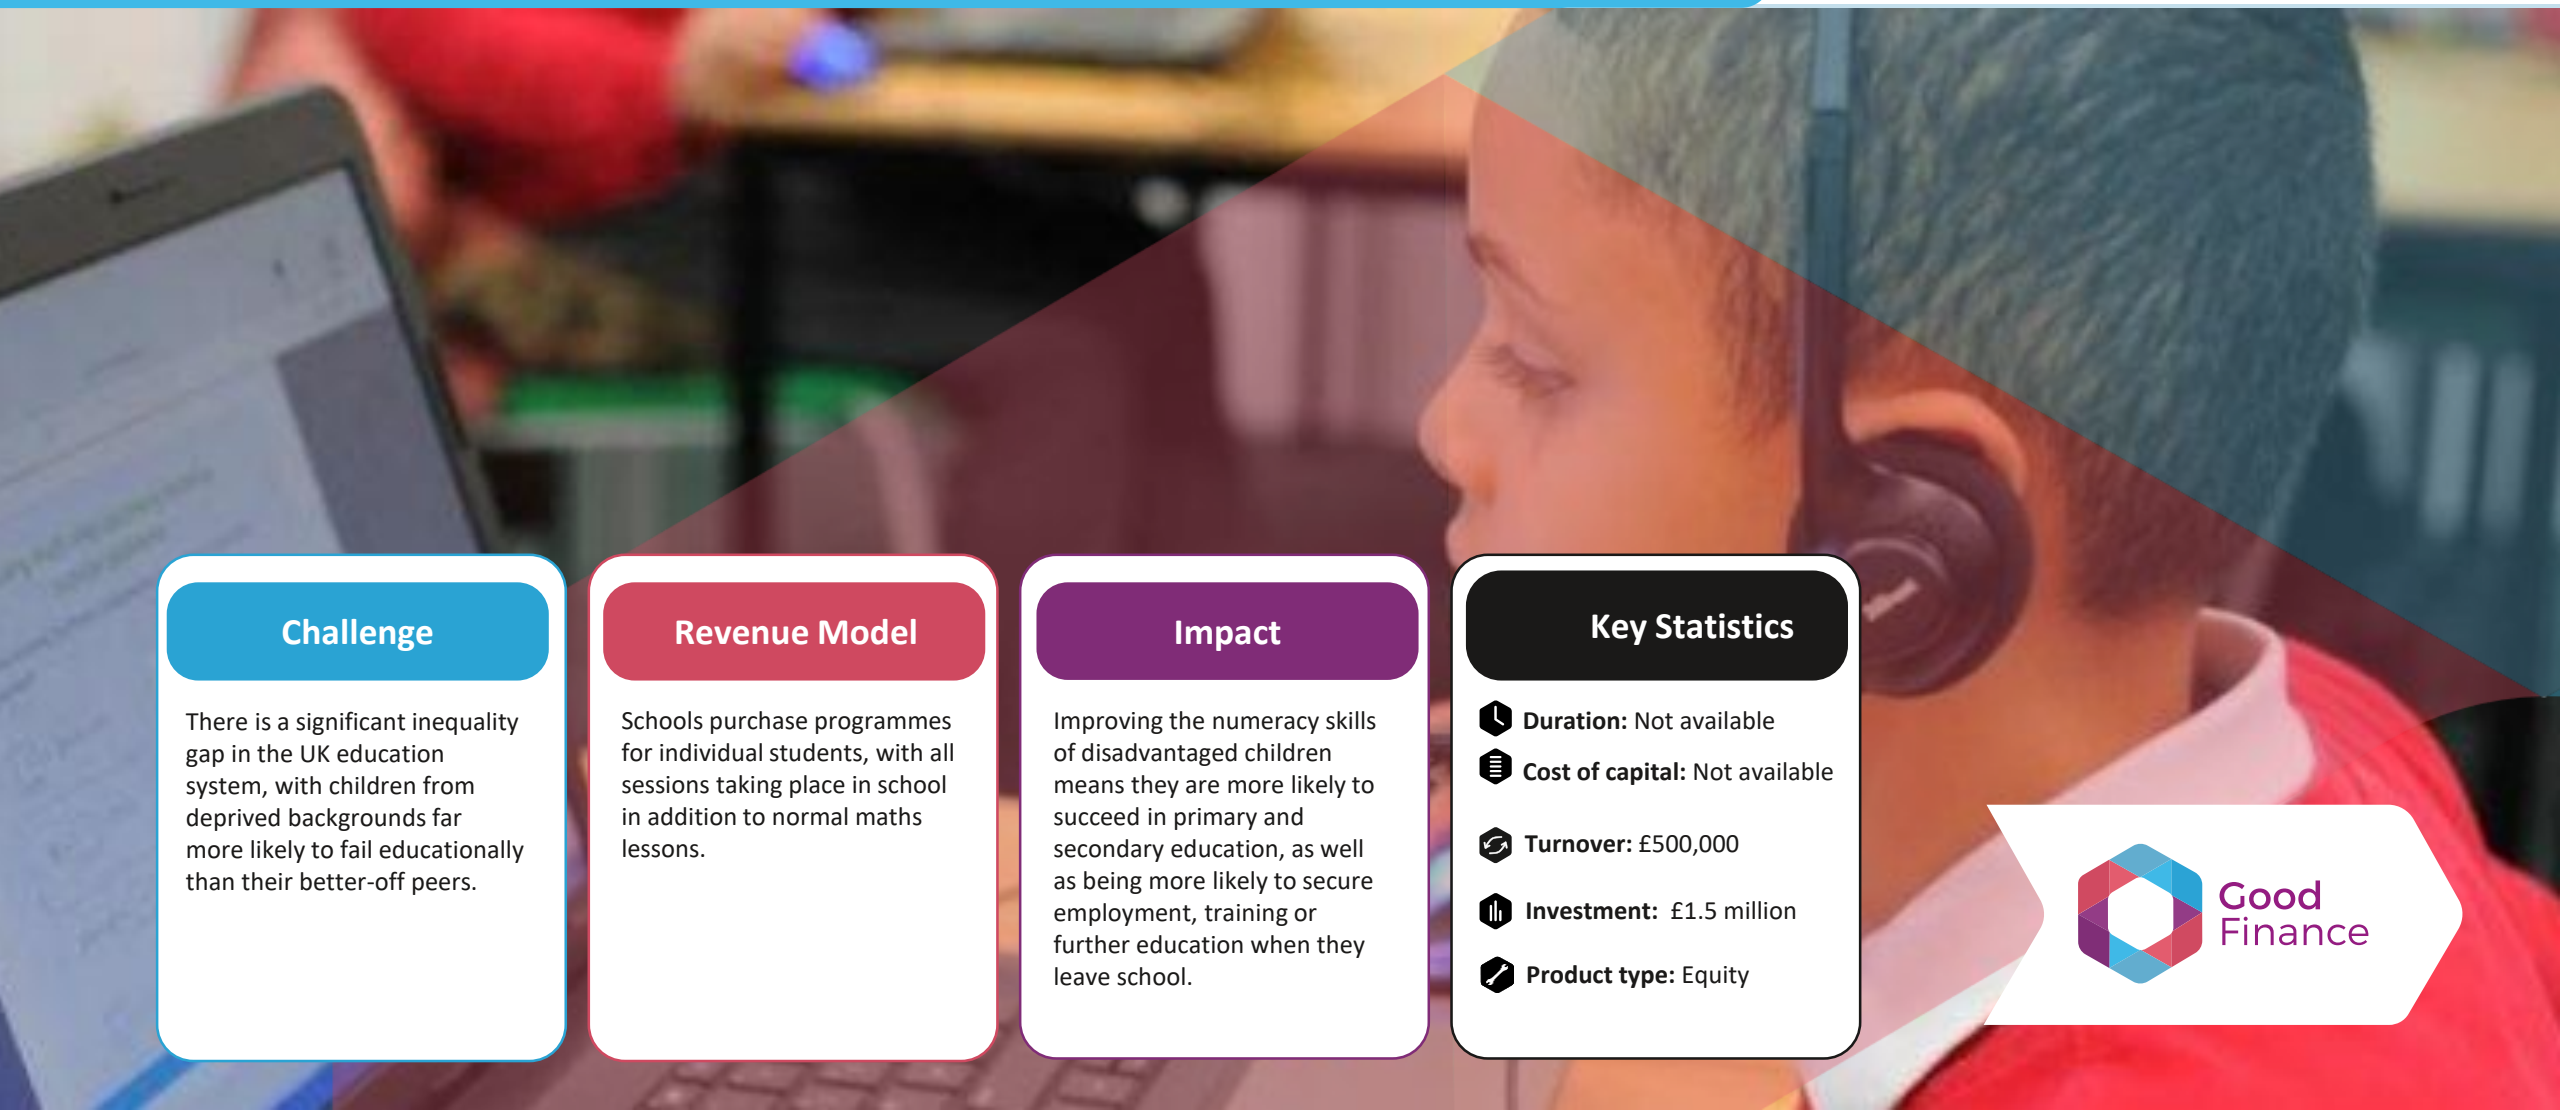 Challenge
There is a significant inequality
gap in the UK education
system, with children from
deprived backgrounds far
more likely to fail educationally
than their better-off peers.
Revenue Model
Schools purchase programmes
for individual students, with all
sessions taking place in school
in addition to normal maths
lessons.
Impact
Improving the numeracy skills
of disadvantaged children
means they are more likely to
succeed in primary and
secondary education, as well
as being more likely to secure
employment, training or
further education when they
leave school.
Key Statistics
Duration: Not available
Cost of capital: Not available
Turnover: £500,000
Investment: £1.5 million
Product type: Equity
Good
Finance